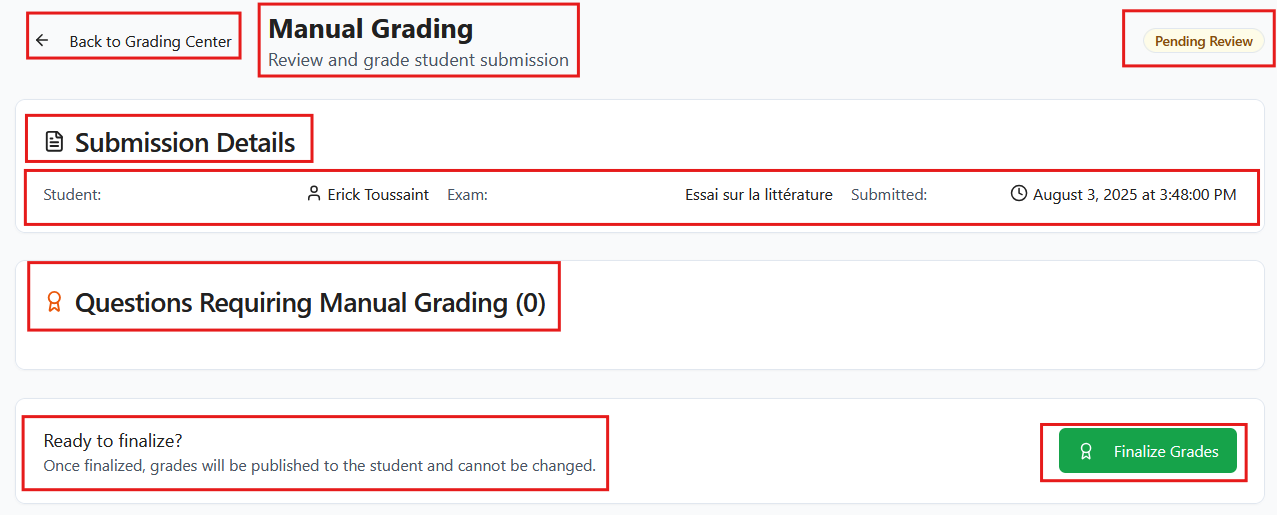 Back to Grading Center
Manual Grading
Review and grade student submission
Pending Review
Submission Details
Student: Erick Toussaint Exam: Essai sur la littérature Submitted: August 3, 2025 at 3:48:00 PM
Questions Requiring Manual Grading (0)
Ready to finalize?
Once finalized, grades will be published to the student and cannot be changed.
Finalize Grades